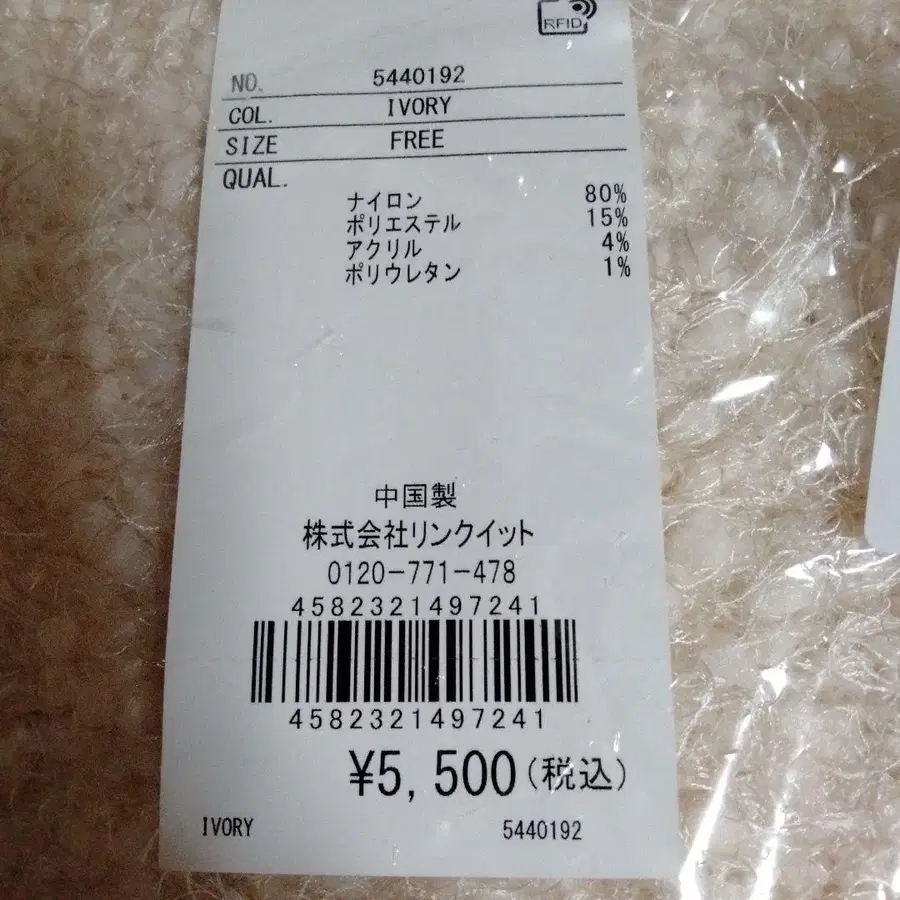 RFID
NO. 5440192
COL. IVORY
SIZE FREE
QUAL.
ナイロン 80%
ポリエステル 15%
アクリル 4%
ポリウレタン 1%
中国製
株式会社リンクイット
0120-771-478
4582321497241
4582321497241
¥5,500(税込)
IVORY 5440192